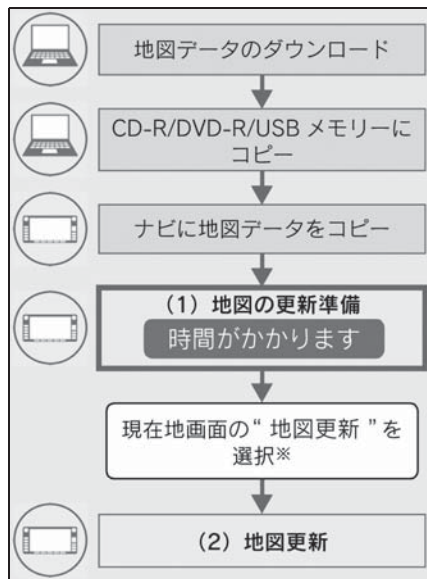 地図データのダウンロード
CD-R/DVD-R/USB メモリーに
コピー
ナビに地図データをコピー
(1) 地図の更新準備
時間がかかります
現在地画面の“ 地図更新 ”を
選択※
(2) 地図更新